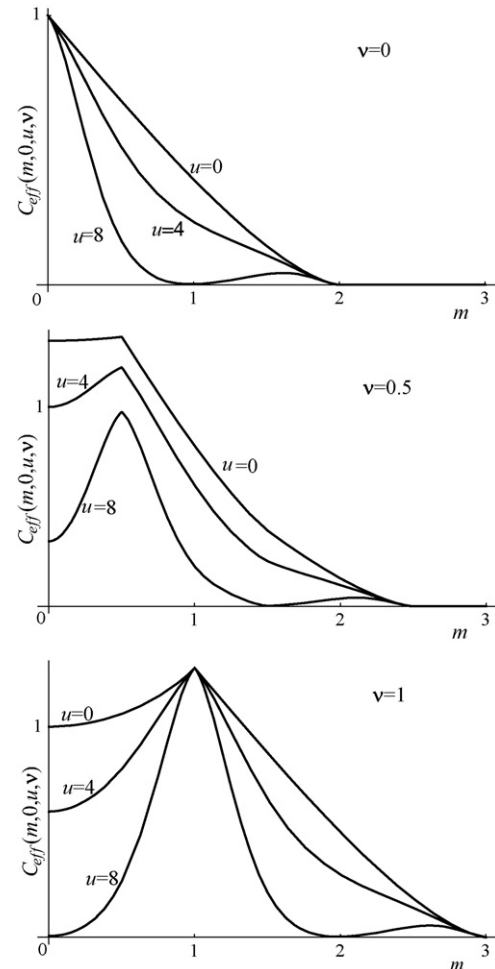 1
ν=0
C_eff(m,0,u,ν)
u=0
u=8
u=4
0
1
2
3
m
u=4
ν=0.5
1
C_eff(m,0,u,ν)
u=0
u=8
0
1
2
3
m
ν=1
u=0
1
C_eff(m,0,u,ν)
u=4
u=8
0
1
2
3
m